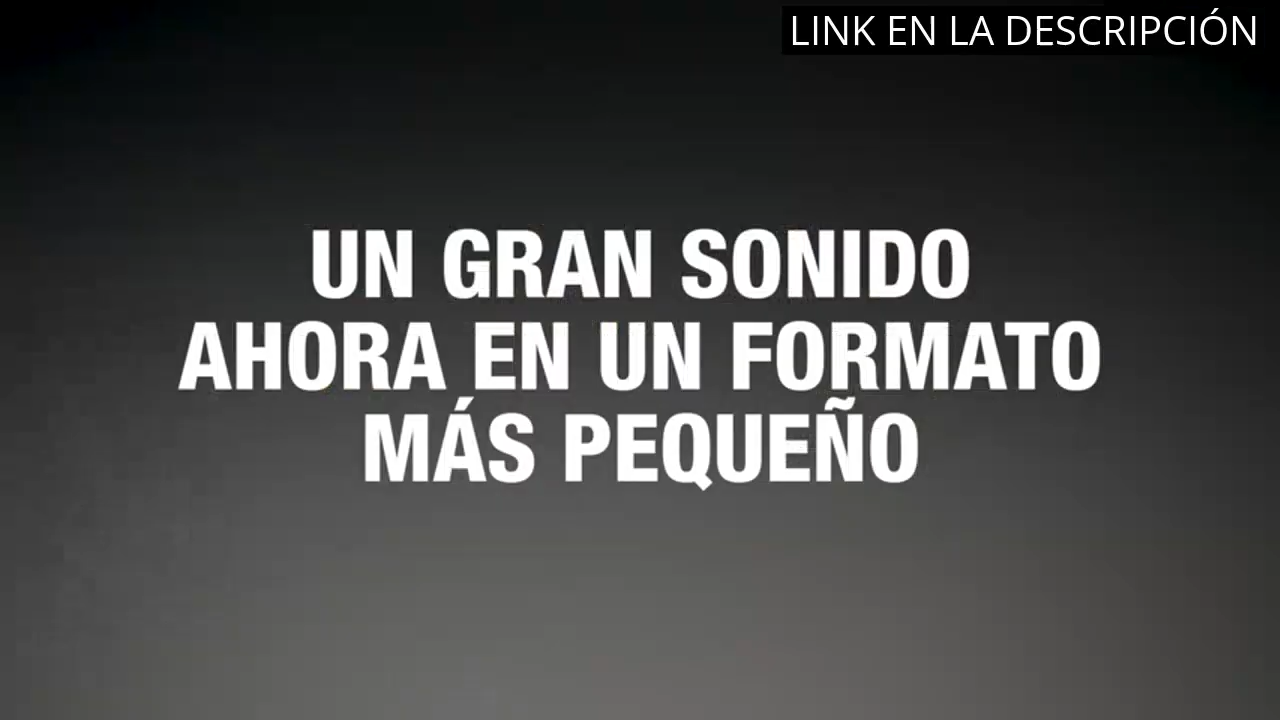 LINK EN LA DESCRIPCIÓN
UN GRAN SONIDO
AHORA EN UN FORMATO
MÁS PEQUEÑO